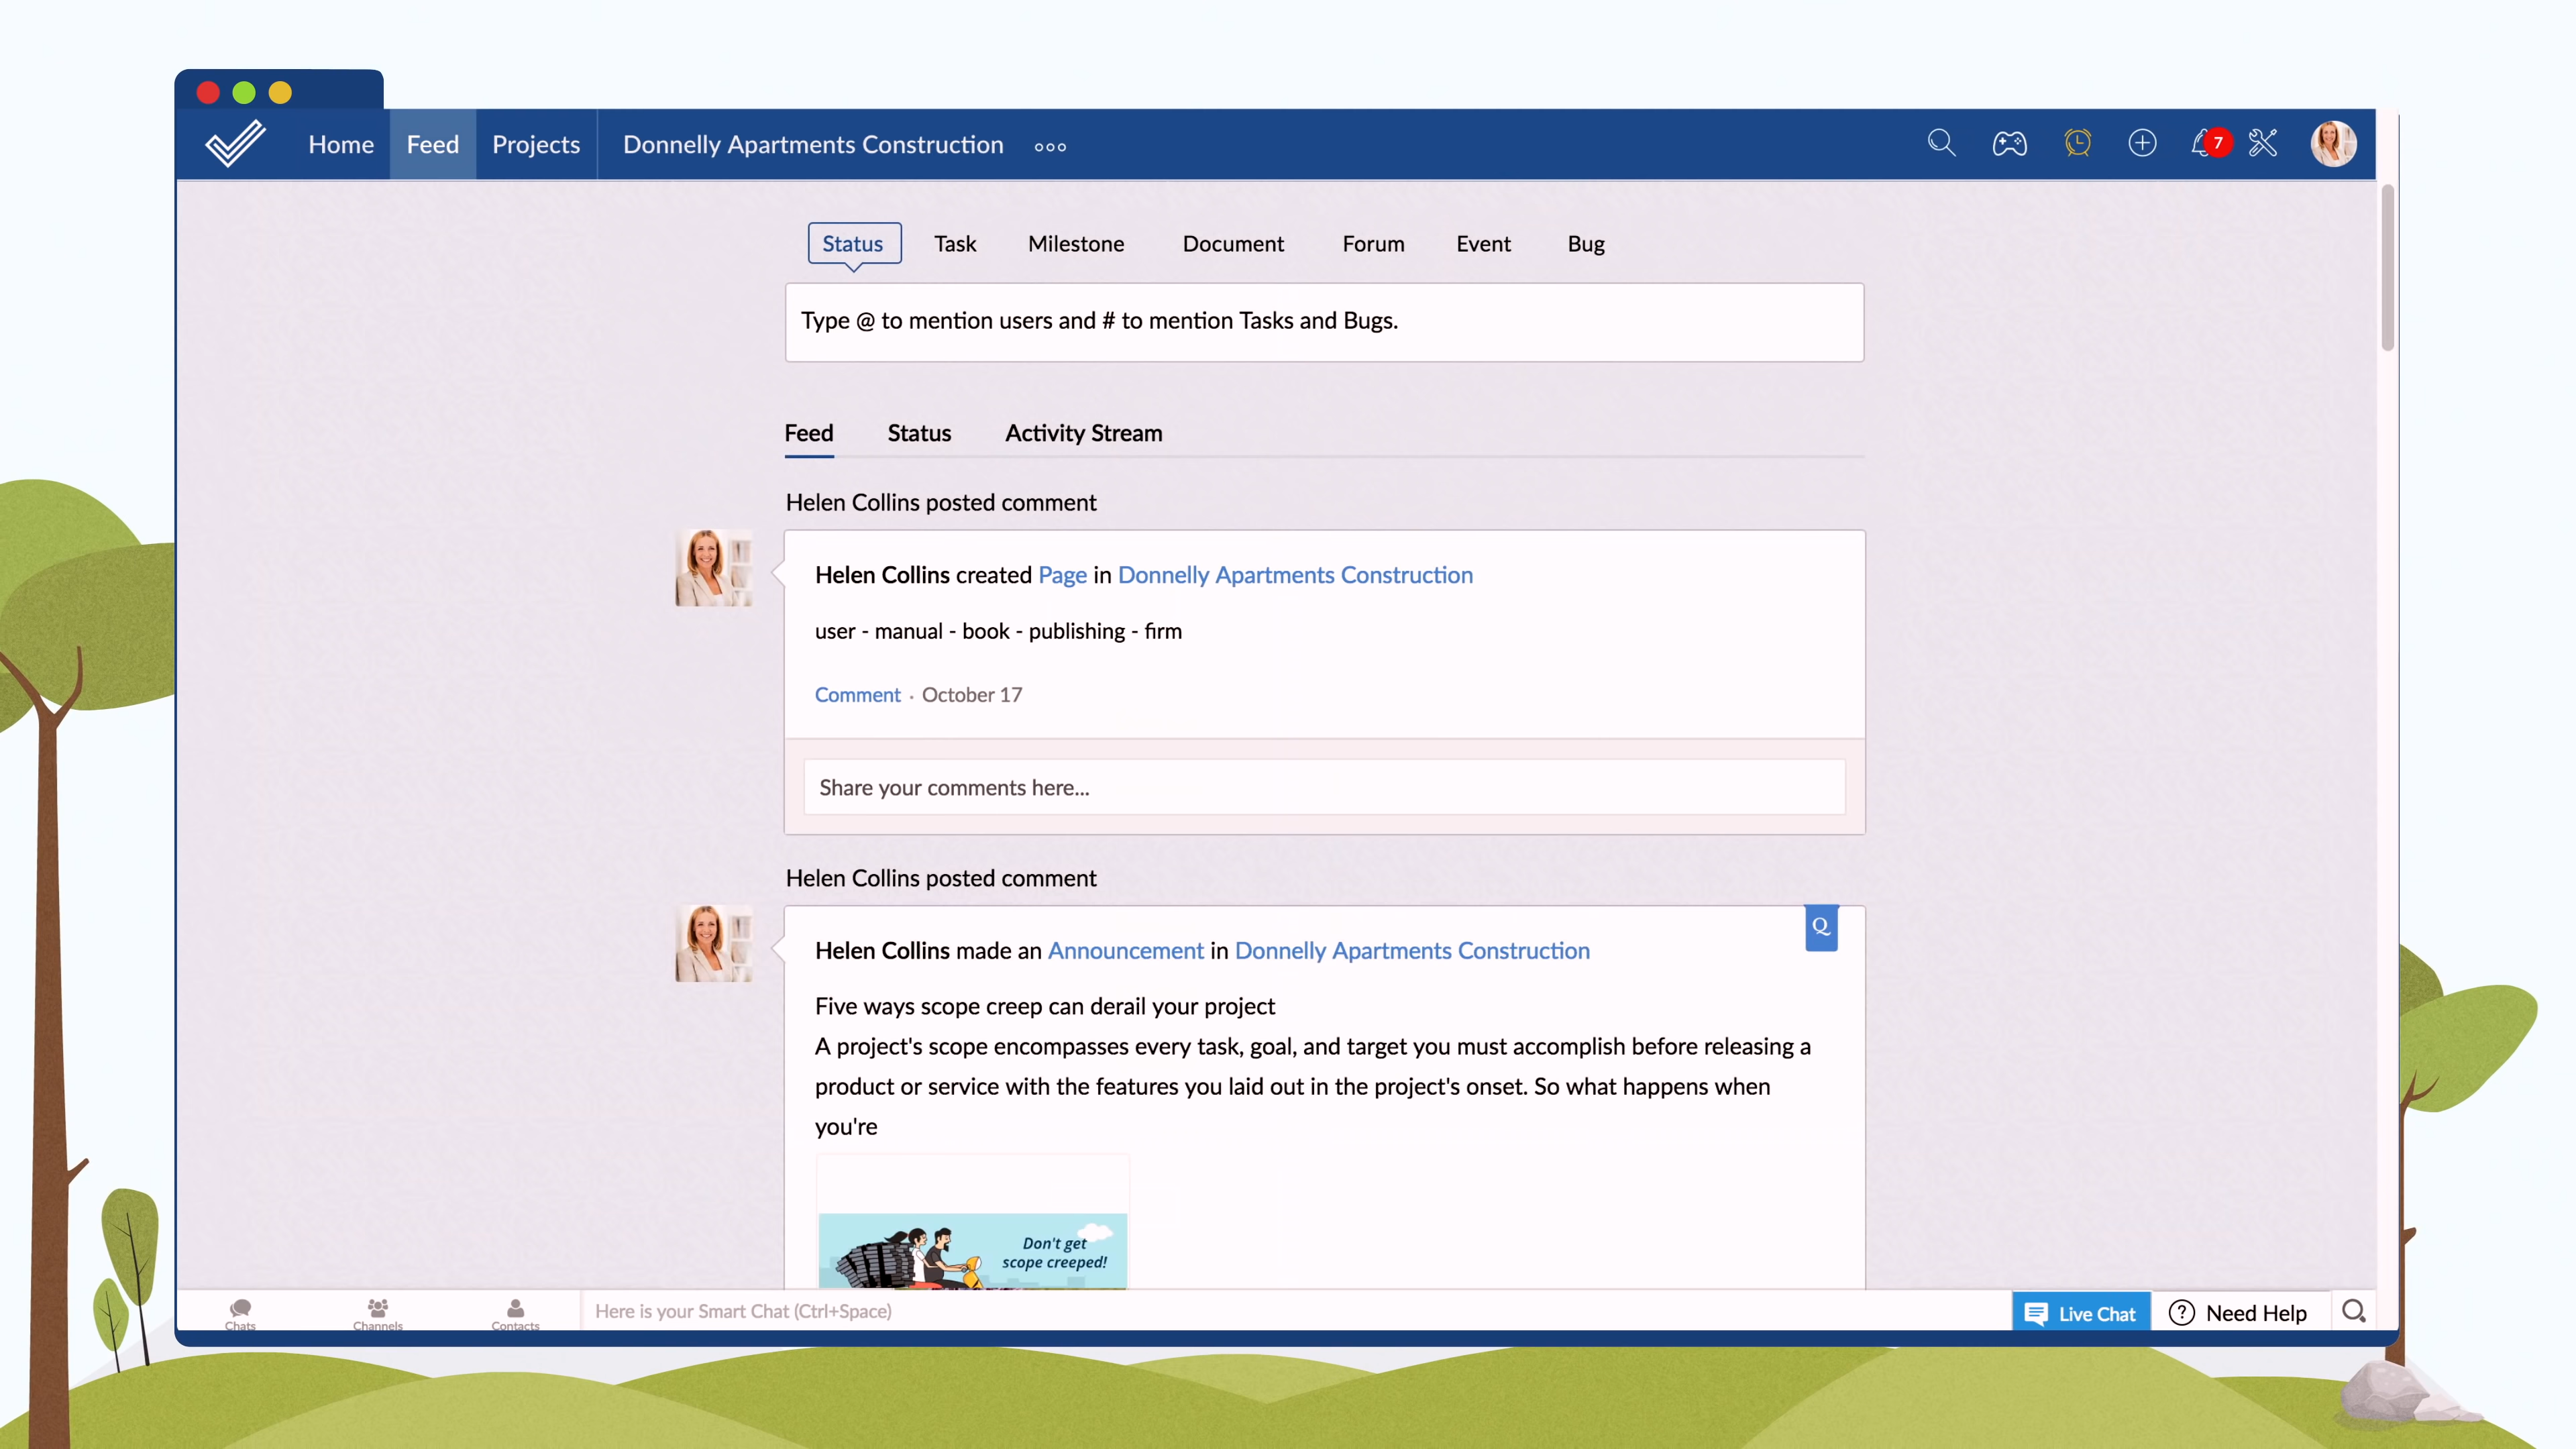 Home Feed Projects Donnelly Apartments Construction
7
Status Task Milestone Document Forum Event Bug
Type @ to mention users and # to mention Tasks and Bugs.
Feed Status Activity Stream
Helen Collins posted comment
Helen Collins created Page in Donnelly Apartments Construction
user - manual - book - publishing - firm
Comment · October 17
Share your comments here...
Helen Collins posted comment
Q
Helen Collins made an Announcement in Donnelly Apartments Construction
Five ways scope creep can derail your project
A project's scope encompasses every task, goal, and target you must accomplish before releasing a
product or service with the features you laid out in the project's onset. So what happens when
you're
Don't get
scope creeped!
Chats Channels Contacts Here is your Smart Chat (Ctrl+Space) Live Chat ? Need Help